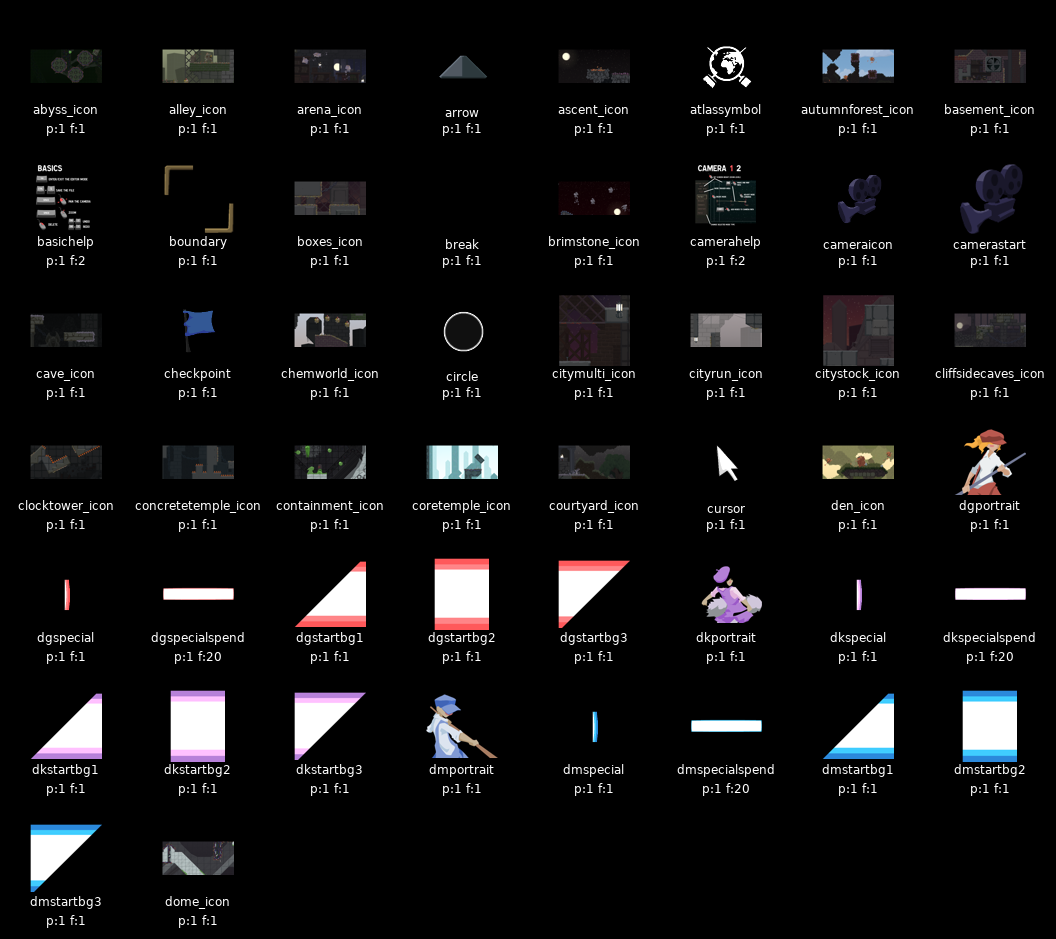 abyss_icon alley_icon arena_icon arrow ascent_icon atlassymbol autumnforest_icon basement_icon
p:1 f:1 p:1 f:1 p:1 f:1 p:1 f:1 p:1 f:1 p:1 f:1 p:1 f:1 p:1 f:1
BASICS CAMERA 1 2
basichelp boundary boxes_icon break brimstone_icon camerahelp cameraicon camerastart
p:1 f:2 p:1 f:1 p:1 f:1 p:1 f:1 p:1 f:1 p:1 f:2 p:1 f:1 p:1 f:1
cave_icon checkpoint chemworld_icon circle citymulti_icon cityrun_icon citystock_icon cliffsidecaves_icon
p:1 f:1 p:1 f:1 p:1 f:1 p:1 f:1 p:1 f:1 p:1 f:1 p:1 f:1 p:1 f:1
clocktower_icon concretetemple_icon containment_icon coretemple_icon courtyard_icon cursor den_icon dgportrait
p:1 f:1 p:1 f:1 p:1 f:1 p:1 f:1 p:1 f:1 p:1 f:1 p:1 f:1 p:1 f:1
dgspecial dgspecialspend dgstartbg1 dgstartbg2 dgstartbg3 dkportrait dkspecial dkspecialspend
p:1 f:1 p:1 f:20 p:1 f:1 p:1 f:1 p:1 f:1 p:1 f:1 p:1 f:1 p:1 f:20
dkstartbg1 dkstartbg2 dkstartbg3 dmportrait dmspecial dmspecialspend dmstartbg1 dmstartbg2
p:1 f:1 p:1 f:1 p:1 f:1 p:1 f:1 p:1 f:1 p:1 f:20 p:1 f:1 p:1 f:1
dmstartbg3 dome_icon
p:1 f:1 p:1 f:1